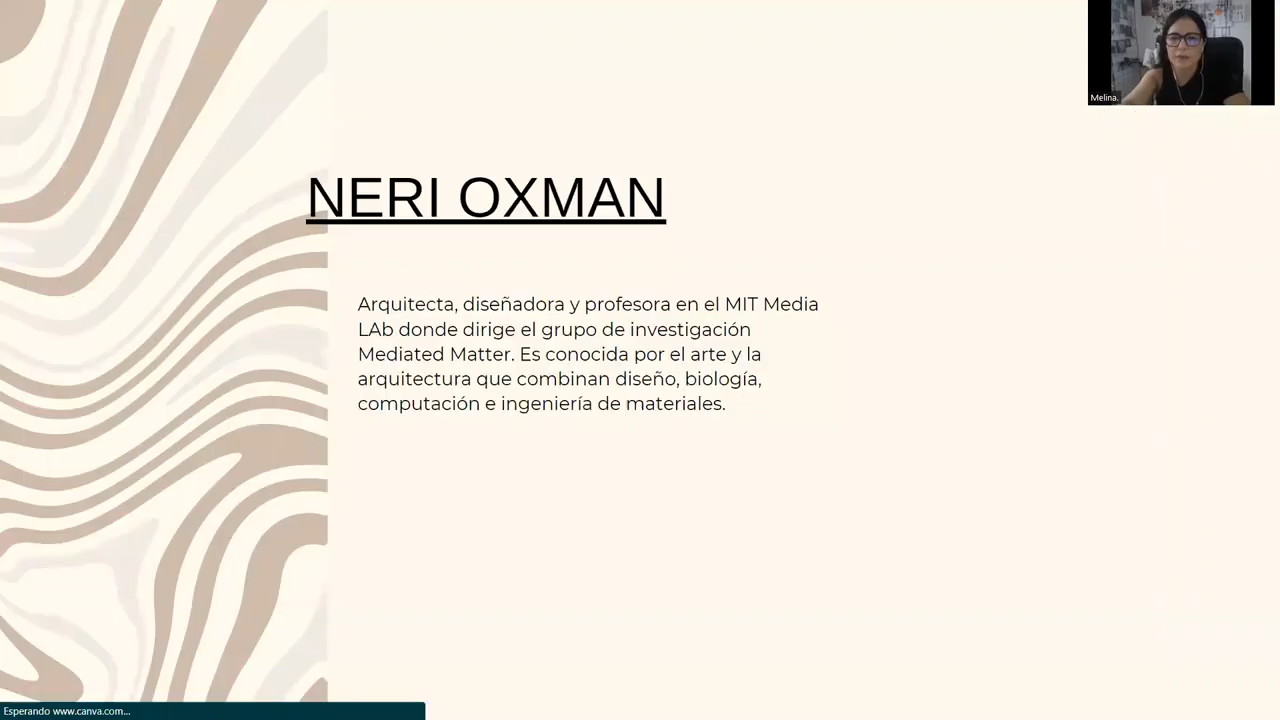 Melina.
NERI OXMAN
Arquitecta, diseñadora y profesora en el MIT Media
LAb donde dirige el grupo de investigación
Mediated Matter. Es conocida por el arte y la
arquitectura que combinan diseño, biología,
computación e ingeniería de materiales.
Esperando www.canva.com...